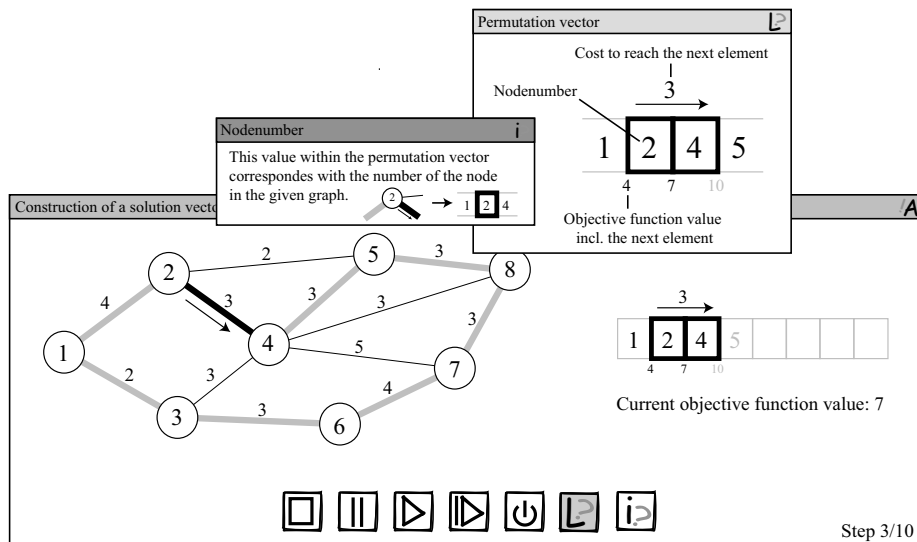 Permutation vector
L?
Cost to reach the next element
3
Nodenumber
1 2 4 5
4 7 10
Objective function value
incl. the next element
Nodenumber
i
This value within the permutation vector
correspondes with the number of the node
in the given graph.
2
1 2 4
Construction of a solution vecto
!A
1 2 3 4 5 6 7 8
4 2 2 3 3 3 3 3 3 5 3 4
3
1 2 4 5
4 7 10
Current objective function value: 7
L?
i?
Step 3/10